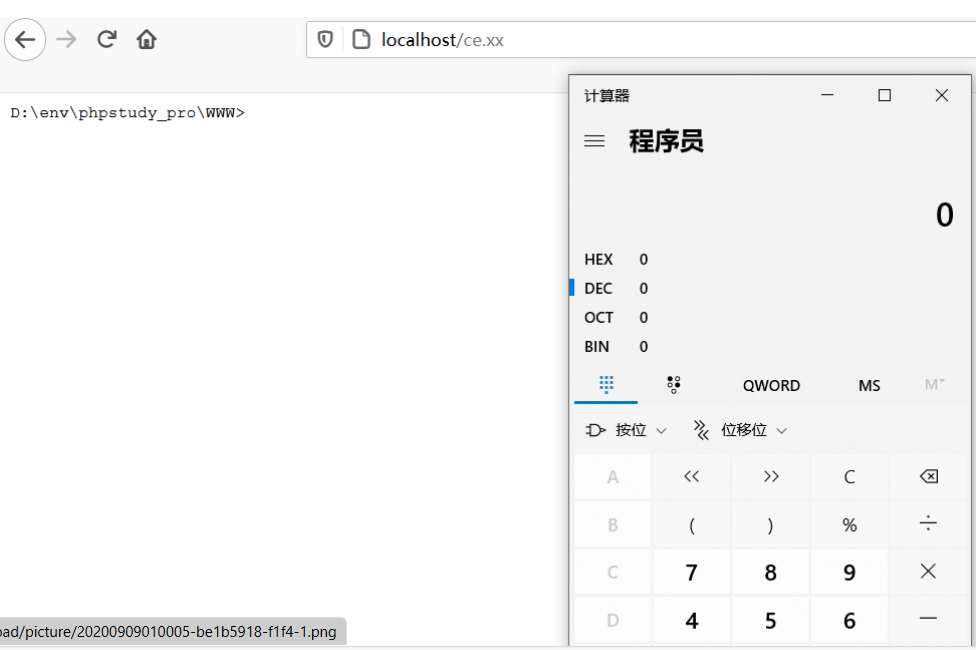 localhost/ce.xx
D:\env\phpstudy_pro\WWW>
计算器
程序员
0
HEX 0
DEC 0
OCT 0
BIN 0
QWORD MS M
按位 位移位
A << >> C
B ( ) % ÷
C 7 8 9 ×
D 4 5 6 −
oad/picture/20200909010005-be1b5918-f1f4-1.png